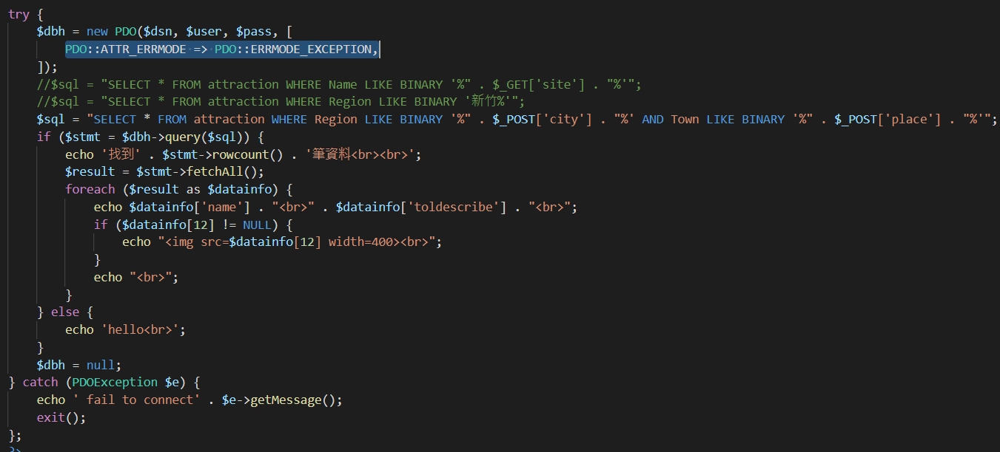 try {
$dbh = new PDO($dsn, $user, $pass, [
PDO::ATTR_ERRMODE => PDO::ERRMODE_EXCEPTION,
]);
//$sql = "SELECT * FROM attraction WHERE Name LIKE BINARY '%" . $_GET['site'] . "%'";
//$sql = "SELECT * FROM attraction WHERE Region LIKE BINARY '新竹%'";
$sql = "SELECT * FROM attraction WHERE Region LIKE BINARY '%" . $_POST['city'] . "%' AND Town LIKE BINARY '%" . $_POST['place'] . "%'";
if ($stmt = $dbh->query($sql)) {
echo '找到' . $stmt->rowcount() . '筆資料<br><br>';
$result = $stmt->fetchAll();
foreach ($result as $datainfo) {
echo $datainfo['name'] . "<br>" . $datainfo['toldescribe'] . "<br>";
if ($datainfo[12] != NULL) {
echo "<img src=$datainfo[12] width=400><br>";
}
echo "<br>";
}
} else {
echo 'hello<br>';
}
$dbh = null;
} catch (PDOException $e) {
echo ' fail to connect' . $e->getMessage();
exit();
};
?>